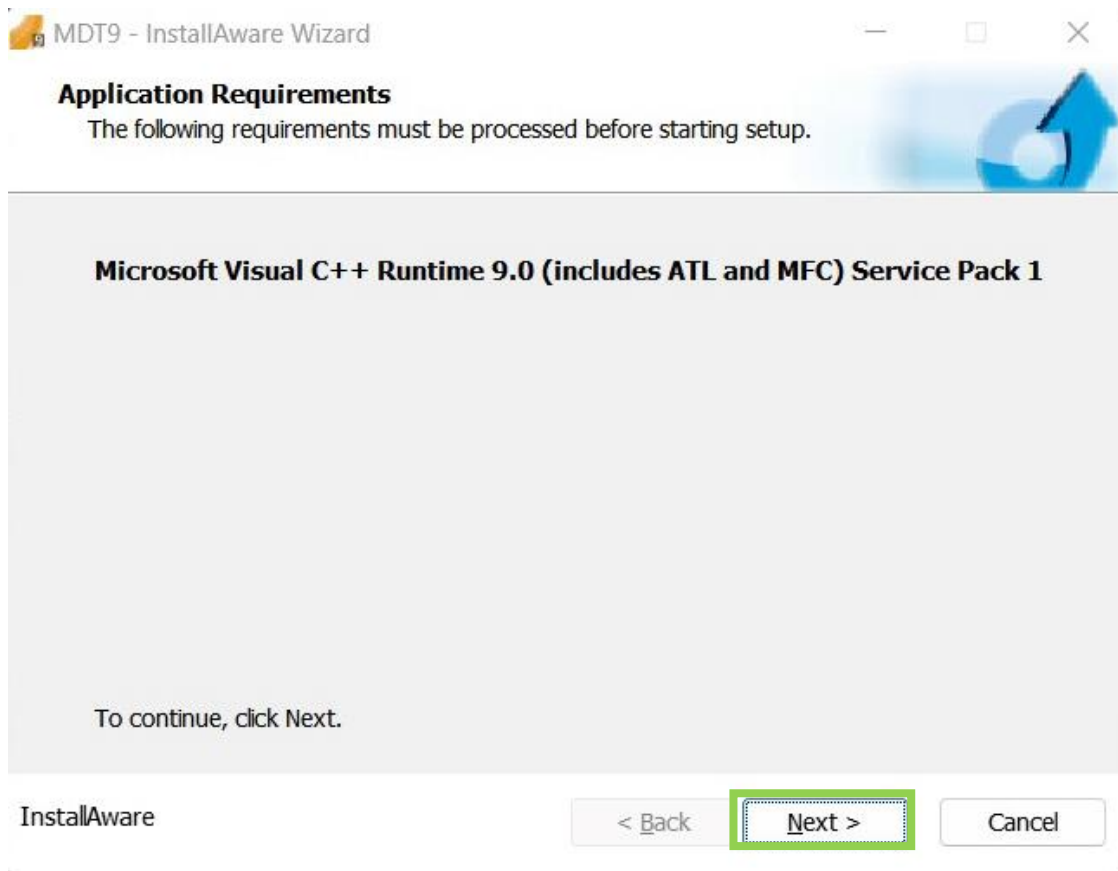 MDT9 - InstallAware Wizard
Application Requirements
The following requirements must be processed before starting setup.
Microsoft Visual C++ Runtime 9.0 (includes ATL and MFC) Service Pack 1
To continue, click Next.
InstallAware
< Back
Next >
Cancel